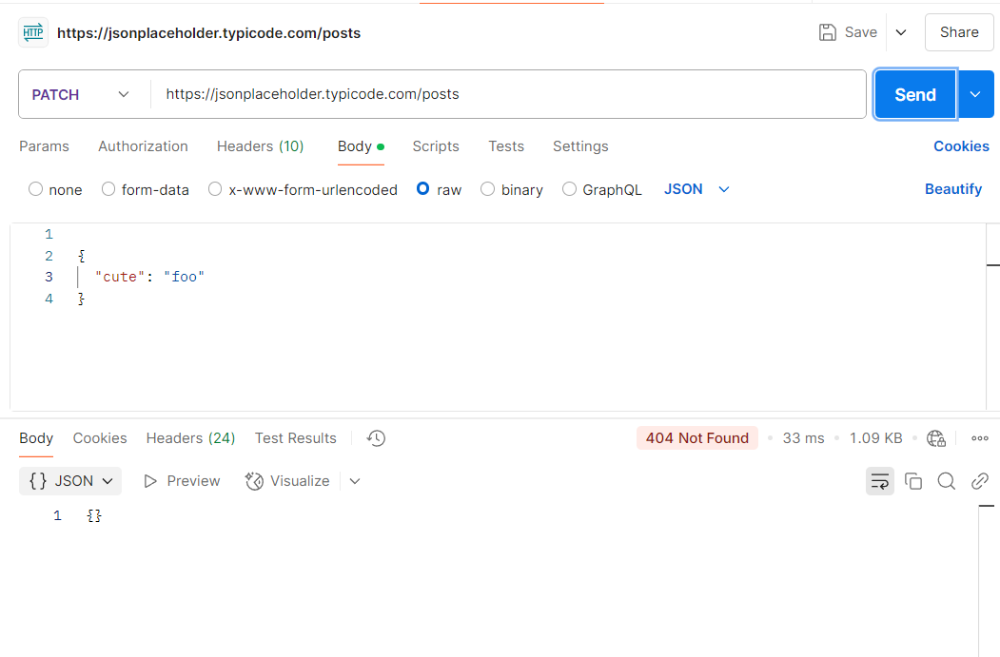 HTTP https://jsonplaceholder.typicode.com/posts Save Share
PATCH https://jsonplaceholder.typicode.com/posts Send
Params Authorization Headers (10) Body Scripts Tests Settings Cookies
none form-data x-www-form-urlencoded raw binary GraphQL JSON Beautify
1
2 {
3 "cute": "foo"
4 }
Body Cookies Headers (24) Test Results 404 Not Found 33 ms 1.09 KB
{} JSON Preview Visualize
1 {}